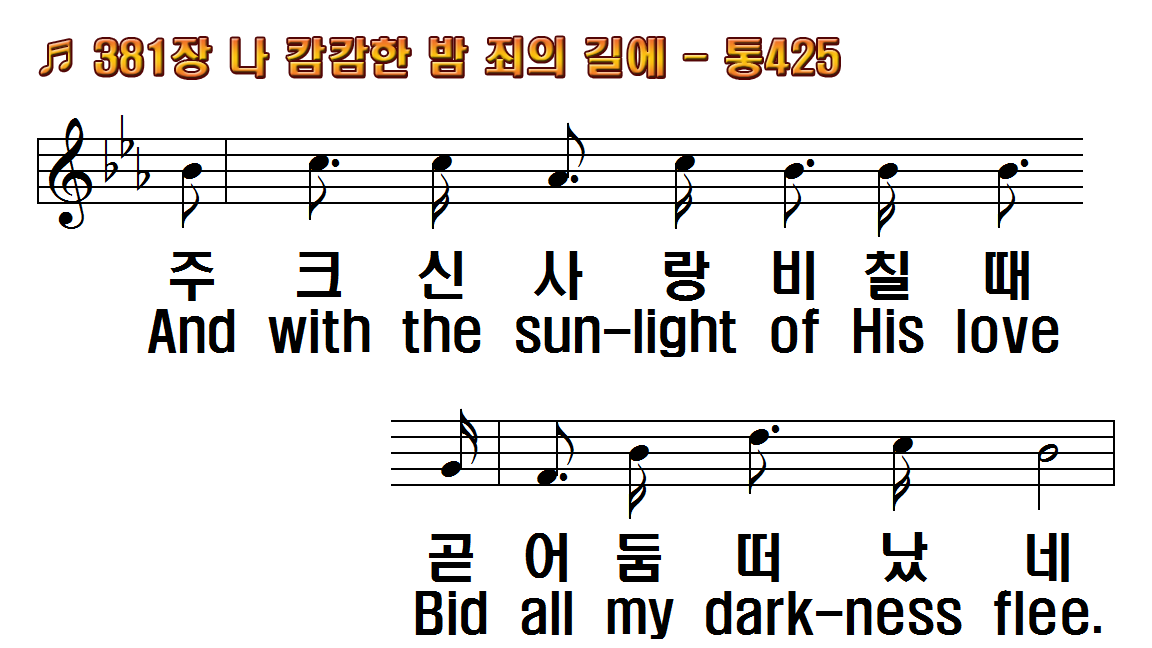 ♬ 381장 나 캄캄한 밤 죄의 길에 - 통425
주 크 신 사 랑 비 칠 때
And with the sun-light of His love
곧 어 둠 떠 났 네
Bid all my dark-ness flee.